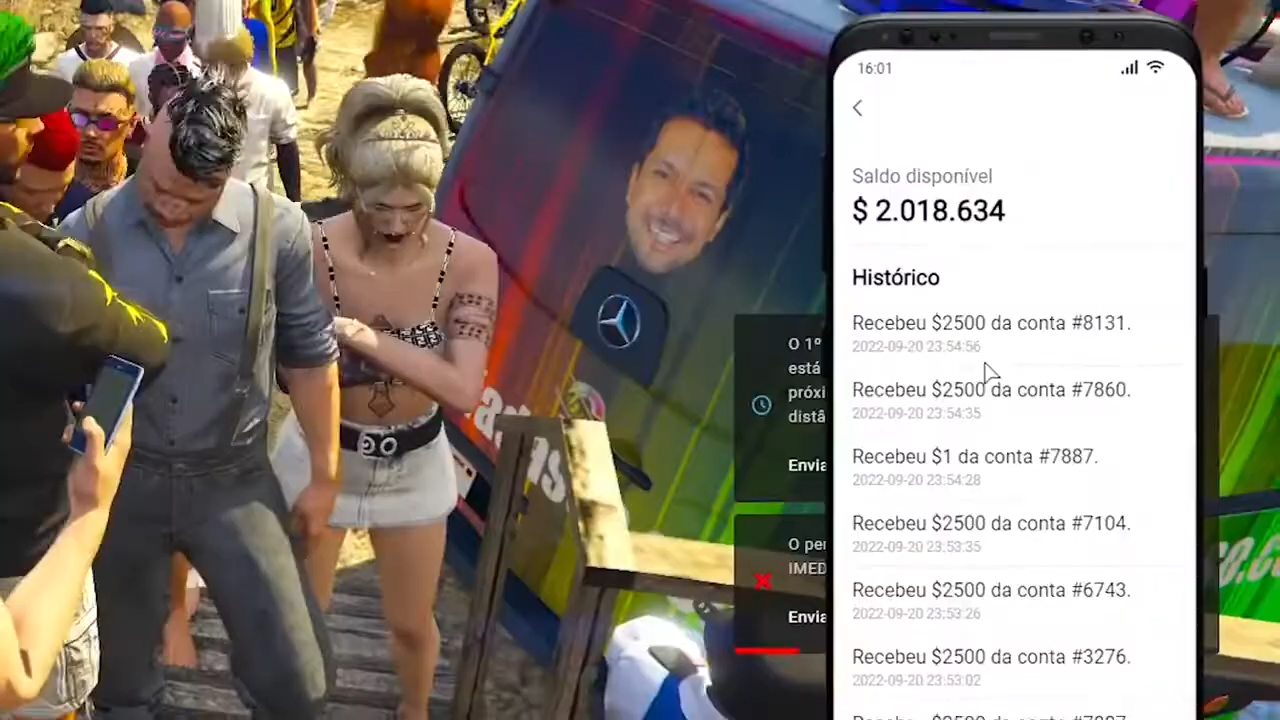 16:01
Saldo disponível
$ 2.018.634
Histórico
Recebeu $2500 da conta #8131.
2022-09-20 23:54:56
Recebeu $2500 da conta #7860.
2022-09-20 23:54:35
Recebeu $1 da conta #7887.
2022-09-20 23:54:28
Recebeu $2500 da conta #7104.
2022-09-20 23:53:35
Recebeu $2500 da conta #6743.
2022-09-20 23:53:26
Recebeu $2500 da conta #3276.
2022-09-20 23:53:02
O 1º
está
próxi
distâ
Envia
O per
IMED
Envia